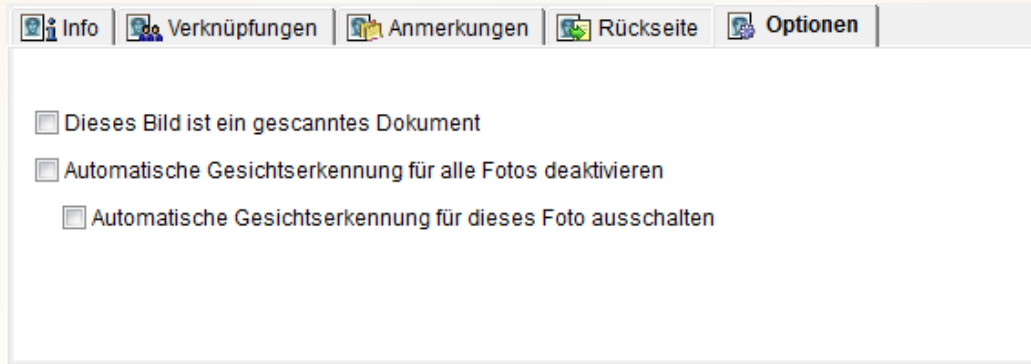 Info Verknüpfungen Anmerkungen Rückseite Optionen
Dieses Bild ist ein gescanntes Dokument
Automatische Gesichtserkennung für alle Fotos deaktivieren
Automatische Gesichtserkennung für dieses Foto ausschalten